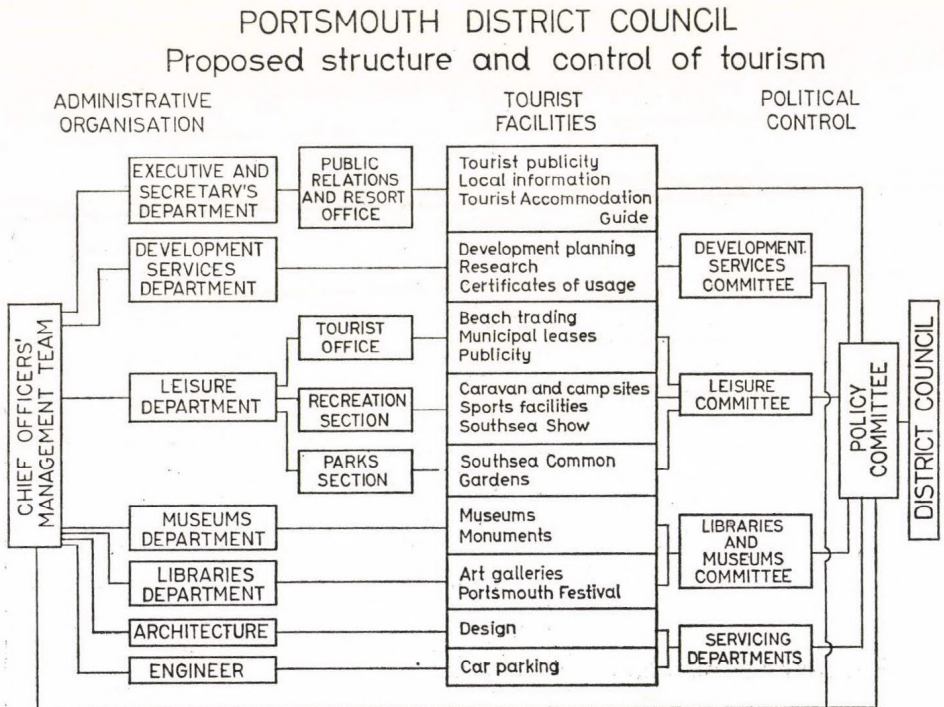 PORTSMOUTH DISTRICT COUNCIL
Proposed structure and control of tourism
ADMINISTRATIVE
ORGANISATION
TOURIST
FACILITIES
POLITICAL
CONTROL
CHIEF OFFICERS'
MANAGEMENT TEAM
EXECUTIVE AND
SECRETARY'S
DEPARTMENT
PUBLIC
RELATIONS
AND RESORT
OFFICE
Tourist publicity
Local information
Tourist Accommodation
Guide
DEVELOPMENT
SERVICES
DEPARTMENT
Development planning
Research
Certificates of usage
DEVELOPMENT
SERVICES
COMMITTEE
LEISURE
DEPARTMENT
TOURIST
OFFICE
Beach trading
Municipal leases
Publicity
RECREATION
SECTION
Caravan and camp sites
Sports facilities
Southsea Show
LEISURE
COMMITTEE
PARKS
SECTION
Southsea Common
Gardens
MUSEUMS
DEPARTMENT
Museums
Monuments
LIBRARIES
AND
MUSEUMS
COMMITTEE
LIBRARIES
DEPARTMENT
Art galleries
Portsmouth Festival
ARCHITECTURE
Design
SERVICING
DEPARTMENTS
ENGINEER
Car parking
POLICY
COMMITTEE
DISTRICT COUNCIL